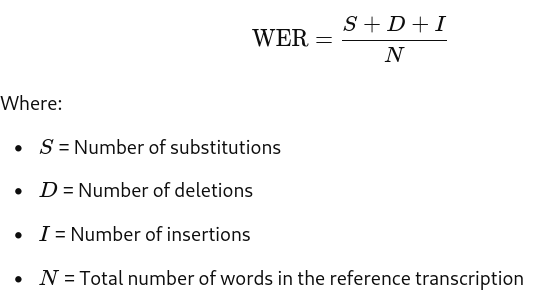 WER = \frac{S + D + I}{N}
Where:
• S = Number of substitutions
• D = Number of deletions
• I = Number of insertions
• N = Total number of words in the reference transcription